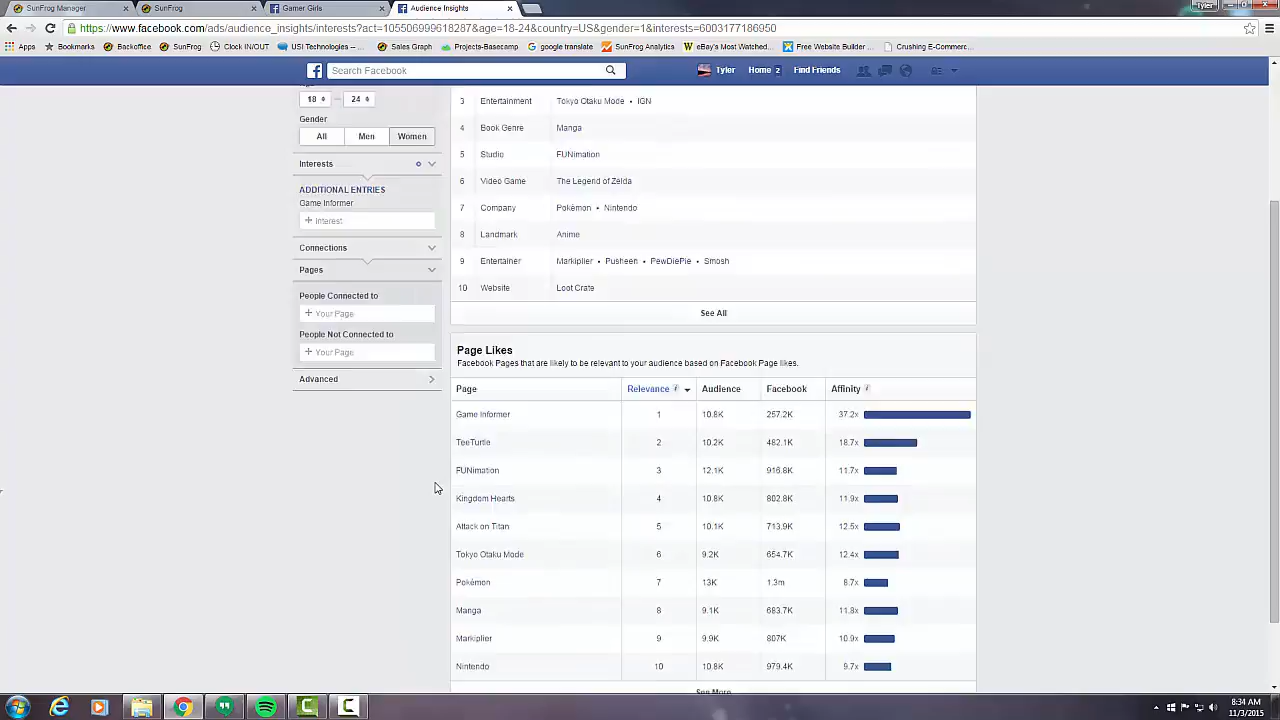 SunFrog Manager
SunFrog
Gamer Girls
Audience Insights
Tyler
https://www.facebook.com/ads/audience_insights/interests?act=105506999618287&age=18-24&country=US&gender=1&interests=6003177186950
Apps Bookmarks Backoffice SunFrog Clock IN/OUT USI Technologies – ... Sales Graph Projects-Basecamp google translate SunFrog Analytics eBay's Most Watched... Free Website Builder ... Crushing E-Commerc...
Search Facebook
Tyler Home 2 Find Friends
18 — 24
3 Entertainment Tokyo Otaku Mode • IGN
Gender
4 Book Genre Manga
All Men Women
5 Studio FUNimation
Interests
6 Video Game The Legend of Zelda
ADDITIONAL ENTRIES
Game Informer
7 Company Pokémon • Nintendo
+ Interest
8 Landmark Anime
Connections
9 Entertainer Markiplier • Pusheen • PewDiePie • Smosh
Pages
10 Website Loot Crate
People Connected to
+ Your Page
See All
People Not Connected to
+ Your Page
Advanced
Page Likes
Facebook Pages that are likely to be relevant to your audience based on Facebook Page likes.
Page Relevance i Audience Facebook Affinity i
Game Informer 1 10.8K 257.2K 37.2x
TeeTurtle 2 10.2K 482.1K 18.7x
FUNimation 3 12.1K 916.8K 11.7x
Kingdom Hearts 4 10.8K 802.8K 11.9x
Attack on Titan 5 10.1K 713.9K 12.5x
Tokyo Otaku Mode 6 9.2K 654.7K 12.4x
Pokémon 7 13K 1.3m 8.7x
Manga 8 9.1K 683.7K 11.8x
Markiplier 9 9.9K 807K 10.9x
Nintendo 10 10.8K 979.4K 9.7x
See More
8:34 AM
11/3/2015